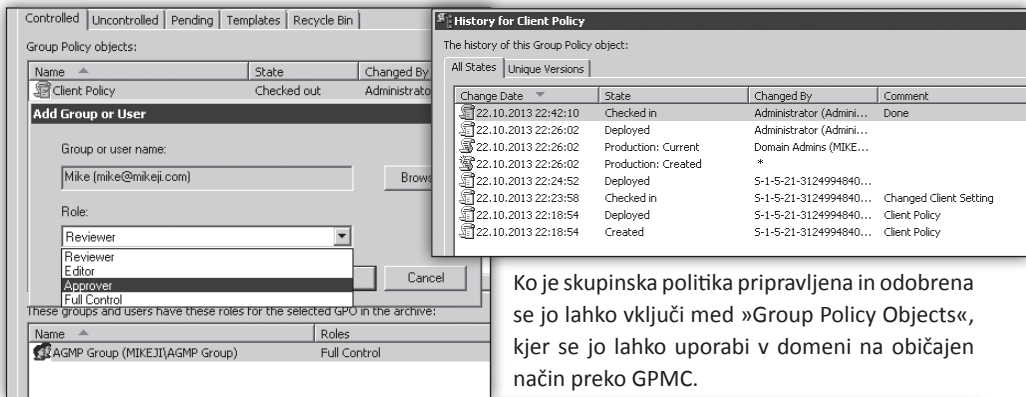 Controlled Uncontrolled Pending Templates Recycle Bin
Group Policy objects:
Name State Changed By
Client Policy Checked out Administrato
Add Group or User
Group or user name:
Mike (mike@mikeji.com)
Brows
Role:
Reviewer
Reviewer
Editor
Approver
Full Control
Cancel
These groups and users have these roles for the selected GPO in the archive:
Name Roles
AGMP Group (MIKEJI\AGMP Group) Full Control
History for Client Policy
The history of this Group Policy object:
All States Unique Versions
Change Date State Changed By Comment
22.10.2013 22:42:10 Checked in Administrator (Admini... Done
22.10.2013 22:26:02 Deployed Administrator (Admini...
22.10.2013 22:26:02 Production: Current Domain Admins (MIKE...
22.10.2013 22:26:02 Production: Created *
22.10.2013 22:24:52 Deployed S-1-5-21-3124994840...
22.10.2013 22:23:58 Checked in S-1-5-21-3124994840... Changed Client Setting
22.10.2013 22:18:54 Deployed S-1-5-21-3124994840... Client Policy
22.10.2013 22:18:54 Created S-1-5-21-3124994840... Client Policy
Ko je skupinska politika pripravljena in odobrena
se jo lahko vključi med »Group Policy Objects«,
kjer se jo lahko uporabi v domeni na običajen
način preko GPMC.